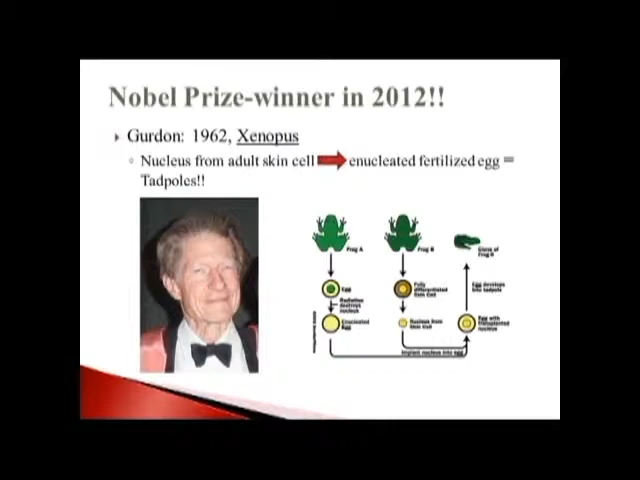 Nobel Prize-winner in 2012!!
Gurdon: 1962, Xenopus
Nucleus from adult skin cell enucleated fertilized egg =
Tadpoles!!
Frog A
Frog B
Clone of
Frog B
Egg
Fully
differentiated
Skin Cell
Egg develops
into tadpole
Radiation
destroys
nucleus
Enucleated
Egg
Nucleus from
Skin Cell
Egg with
transplanted
nucleus
Implant nucleus into egg